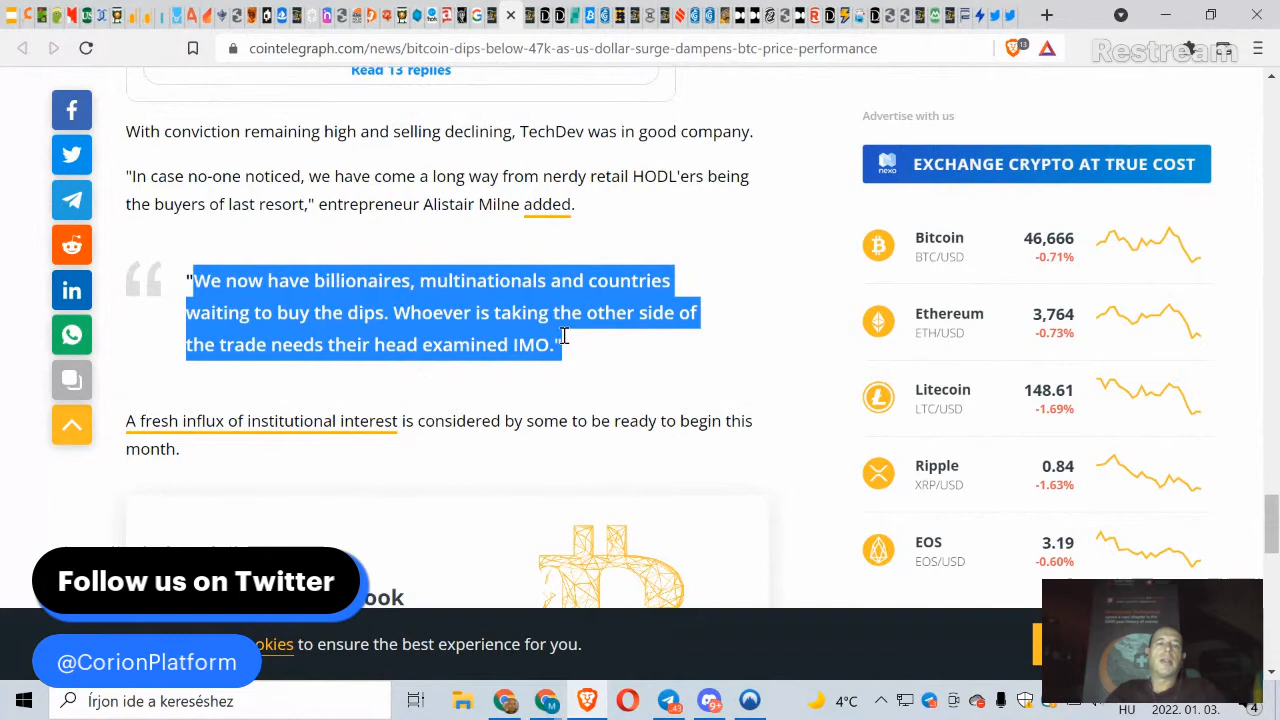 cointelegraph.com/news/bitcoin-dips-below-47k-as-us-dollar-surge-dampens-btc-price-performance
13
Restream
Read 13 replies
With conviction remaining high and selling declining, TechDev was in good company.
"In case no-one noticed, we have come a long way from nerdy retail HODL'ers being
the buyers of last resort," entrepreneur Alistair Milne added.
"We now have billionaires, multinationals and countries
waiting to buy the dips. Whoever is taking the other side of
the trade needs their head examined IMO."
A fresh influx of institutional interest is considered by some to be ready to begin this
month.
Advertise with us
nexo
EXCHANGE CRYPTO AT TRUE COST
Bitcoin 46,666
BTC/USD -0.71%
Ethereum 3,764
ETH/USD -0.73%
Litecoin 148.61
LTC/USD -1.69%
Ripple 0.84
XRP/USD -1.63%
EOS 3.19
EOS/USD -0.60%
Follow us on Twitter
ook
@CorionPlatform
ookies to ensure the best experience for you.
Írjon ide a kereséshez
43
9+
4°C
HU
2022. 01. 03.
4